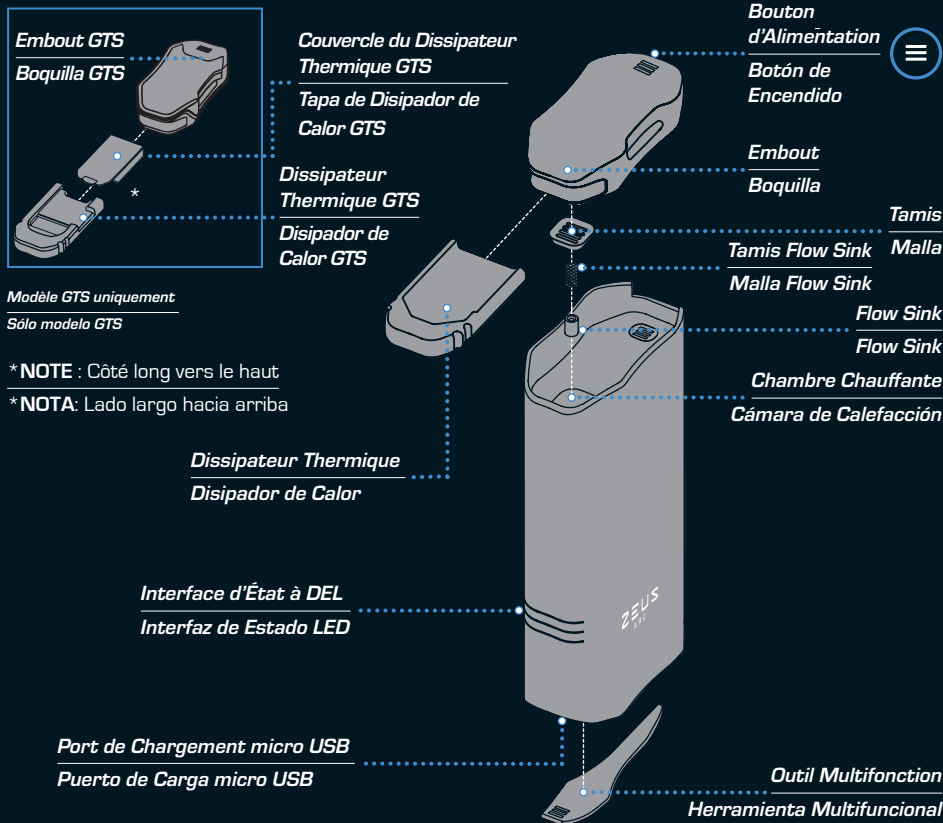 Embout GTS
Boquilla GTS
Couvercle du Dissipateur
Thermique GTS
Tapa de Disipador de
Calor GTS
*
Dissipateur
Thermique GTS
Disipador de
Calor GTS
Modèle GTS uniquement
Sólo modelo GTS
*NOTE : Côté long vers le haut
*NOTA: Lado largo hacia arriba
Bouton
d'Alimentation
Botón de
Encendido
Embout
Boquilla
Tamis
Malla
Tamis Flow Sink
Malla Flow Sink
Flow Sink
Flow Sink
Chambre Chauffante
Cámara de Calefacción
Dissipateur Thermique
Disipador de Calor
Interface d'État à DEL
Interfaz de Estado LED
ZEUS
ARC
Port de Chargement micro USB
Puerto de Carga micro USB
Outil Multifonction
Herramienta Multifuncional